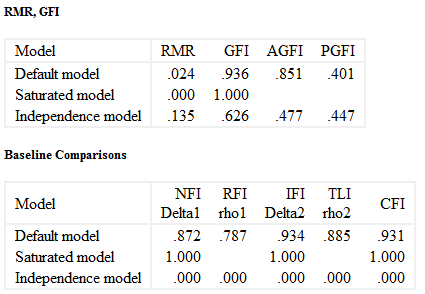 RMR, GFI
Model RMR GFI AGFI PGFI
Default model .024 .936 .851 .401
Saturated model .000 1.000
Independence model .135 .626 .477 .447
Baseline Comparisons
Model NFI Delta1 RFI rho1 IFI Delta2 TLI rho2 CFI
Default model .872 .787 .934 .885 .931
Saturated model 1.000 1.000 1.000
Independence model .000 .000 .000 .000 .000